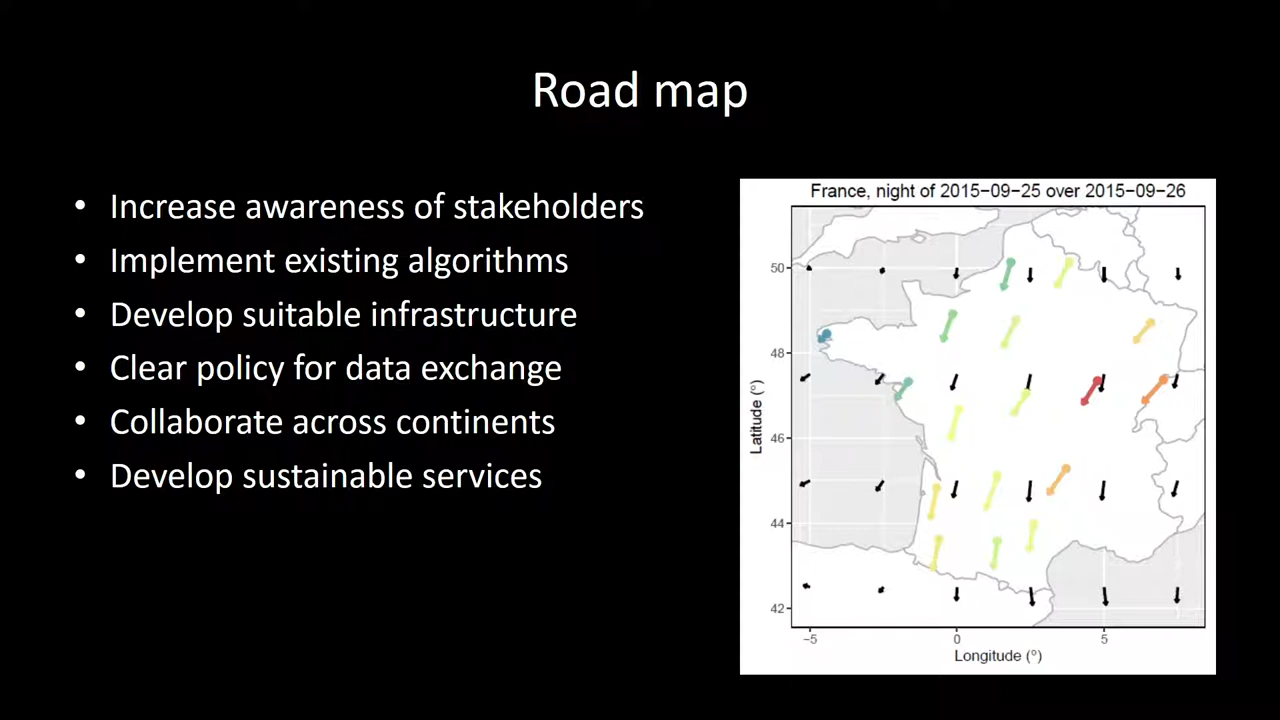 Road map
• Increase awareness of stakeholders
• Implement existing algorithms
• Develop suitable infrastructure
• Clear policy for data exchange
• Collaborate across continents
• Develop sustainable services
France, night of 2015−09−25 over 2015−09−26
Latitude (°)
50
48
46
44
42
−5 0 5
Longitude (°)